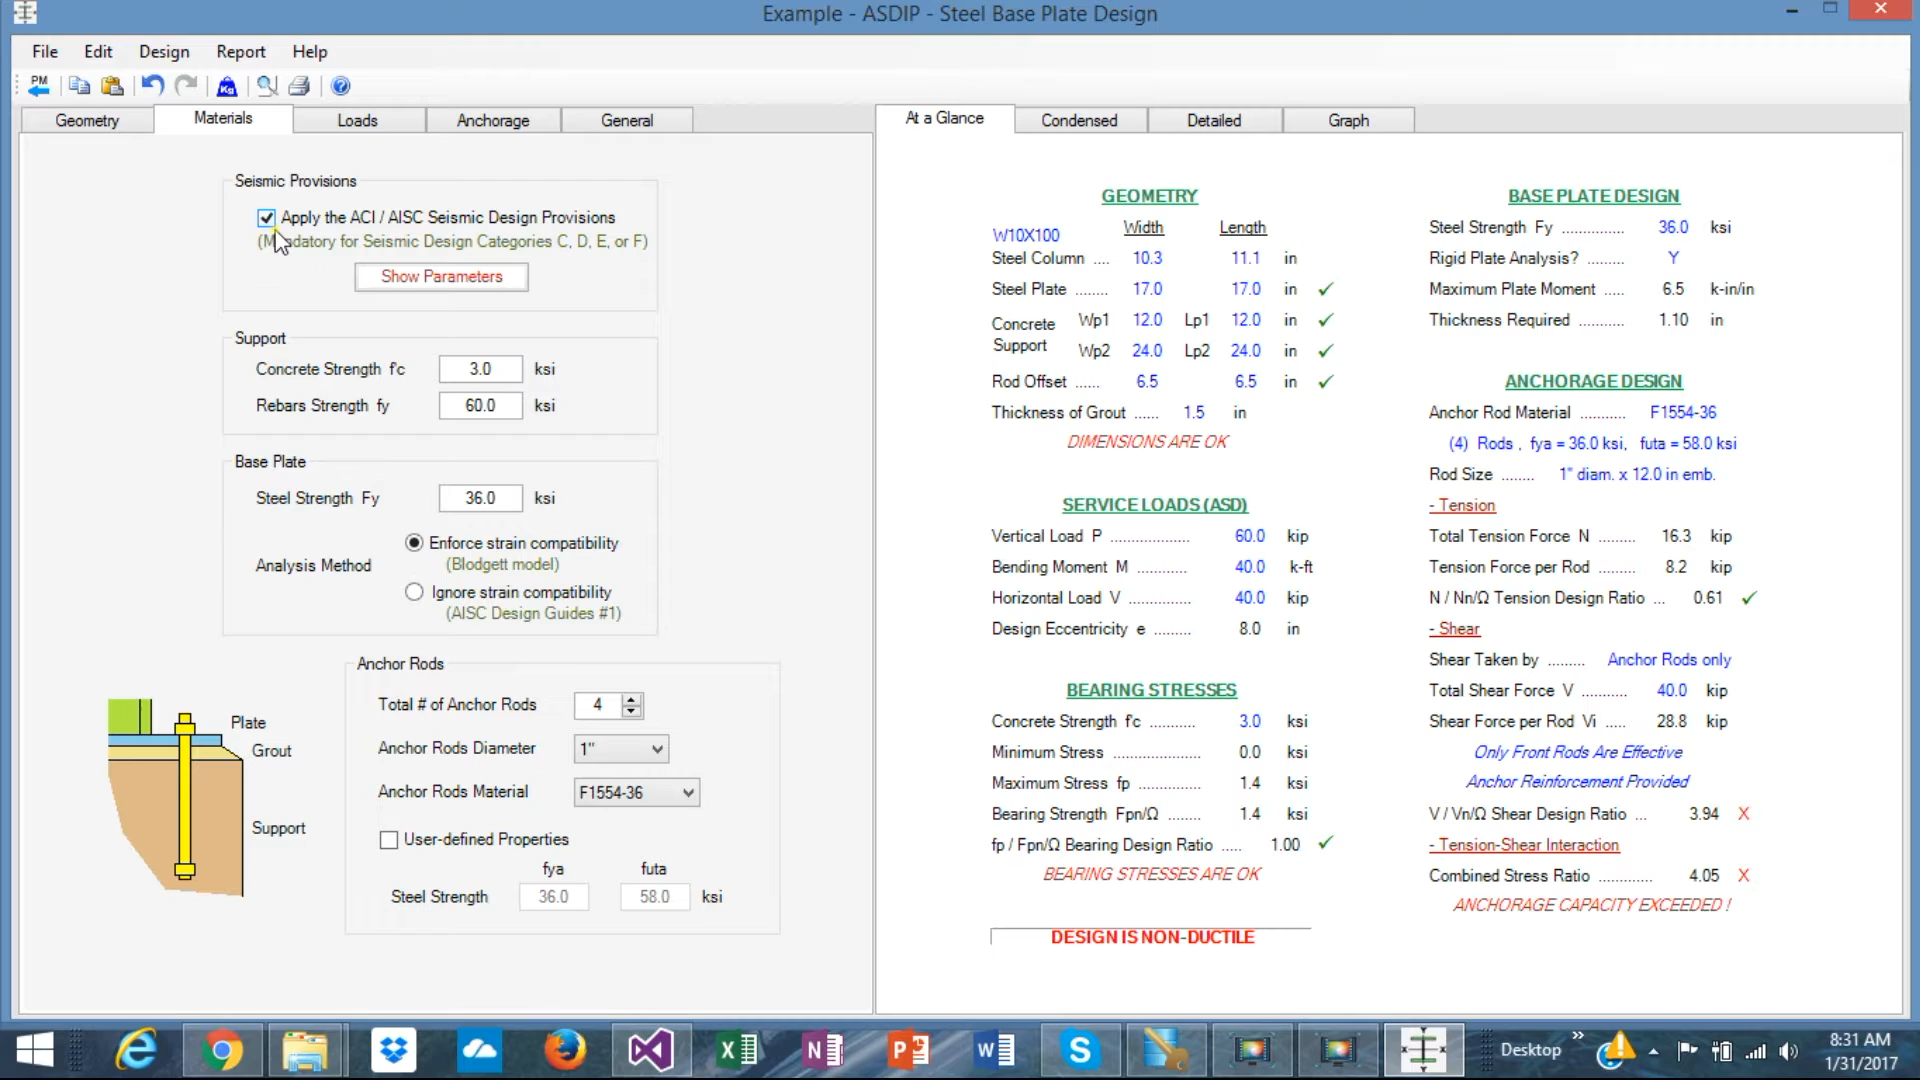 Example - ASDIP - Steel Base Plate Design
File Edit Design Report Help
PM
Kg
Geometry Materials Loads Anchorage General
At a Glance Condensed Detailed Graph
Seismic Provisions
Apply the ACI / AISC Seismic Design Provisions
for Seismic Design Categories C, D, E, or F)
Show Parameters
Support
Concrete Strength f'c 3.0 ksi
Rebars Strength fy 60.0 ksi
Base Plate
Steel Strength Fy 36.0 ksi
Analysis Method
Enforce strain compatibility
(Blodgett model)
Ignore strain compatibility
(AISC Design Guides #1)
Plate
Grout
Support
Anchor Rods
Total # of Anchor Rods 4
Anchor Rods Diameter 1"
Anchor Rods Material F1554-36
User-defined Properties
fya futa
Steel Strength 36.0 58.0 ksi
GEOMETRY
W10X100 Width Length
Steel Column .... 10.3 11.1 in
Steel Plate ........ 17.0 17.0 in ✓
Concrete Support
Wp1 12.0 Lp1 12.0 in ✓
Wp2 24.0 Lp2 24.0 in ✓
Rod Offset ...... 6.5 6.5 in ✓
Thickness of Grout ...... 1.5 in
DIMENSIONS ARE OK
SERVICE LOADS (ASD)
Vertical Load P .................. 60.0 kip
Bending Moment M ............ 40.0 k-ft
Horizontal Load V ............... 40.0 kip
Design Eccentricity e ......... 8.0 in
BEARING STRESSES
Concrete Strength f'c ........... 3.0 ksi
Minimum Stress ..................... 0.0 ksi
Maximum Stress fp ............... 1.4 ksi
Bearing Strength Fpn/Ω ........ 1.4 ksi
fp / Fpn/Ω Bearing Design Ratio ..... 1.00 ✓
BEARING STRESSES ARE OK
DESIGN IS NON-DUCTILE
BASE PLATE DESIGN
Steel Strength Fy ............... 36.0 ksi
Rigid Plate Analysis? ......... Y
Maximum Plate Moment ..... 6.5 k-in/in
Thickness Required ........... 1.10 in
ANCHORAGE DESIGN
Anchor Rod Material ........... F1554-36
(4) Rods , fya = 36.0 ksi, futa = 58.0 ksi
Rod Size ........ 1" diam. x 12.0 in emb.
- Tension
Total Tension Force N ......... 16.3 kip
Tension Force per Rod ......... 8.2 kip
N / Nn/Ω Tension Design Ratio ... 0.61 ✓
- Shear
Shear Taken by ......... Anchor Rods only
Total Shear Force V ........... 40.0 kip
Shear Force per Rod Vi ..... 28.8 kip
Only Front Rods Are Effective
Anchor Reinforcement Provided
V / Vn/Ω Shear Design Ratio ... 3.94 X
- Tension-Shear Interaction
Combined Stress Ratio ............. 4.05 X
ANCHORAGE CAPACITY EXCEEDED !
Desktop
8:31 AM
1/31/2017